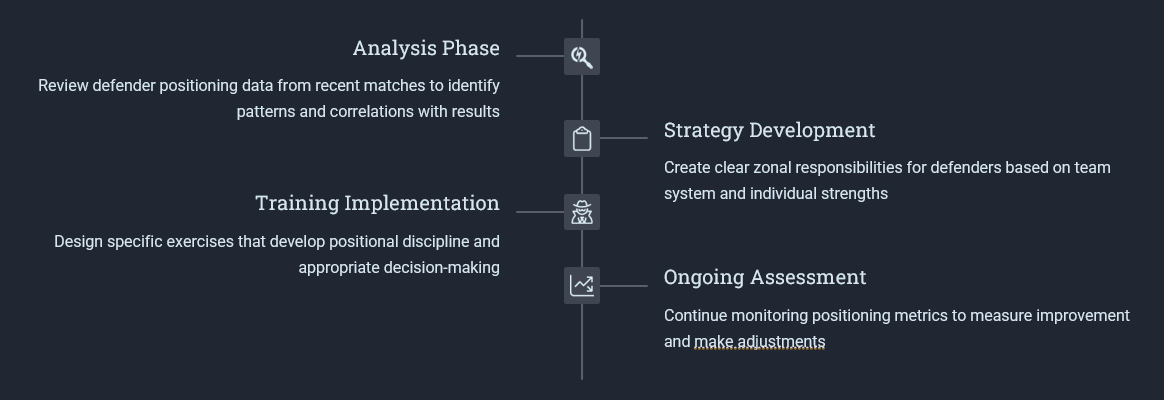 Analysis Phase
Review defender positioning data from recent matches to identify
patterns and correlations with results
Strategy Development
Create clear zonal responsibilities for defenders based on team
system and individual strengths
Training Implementation
Design specific exercises that develop positional discipline and
appropriate decision-making
Ongoing Assessment
Continue monitoring positioning metrics to measure improvement
and make adjustments